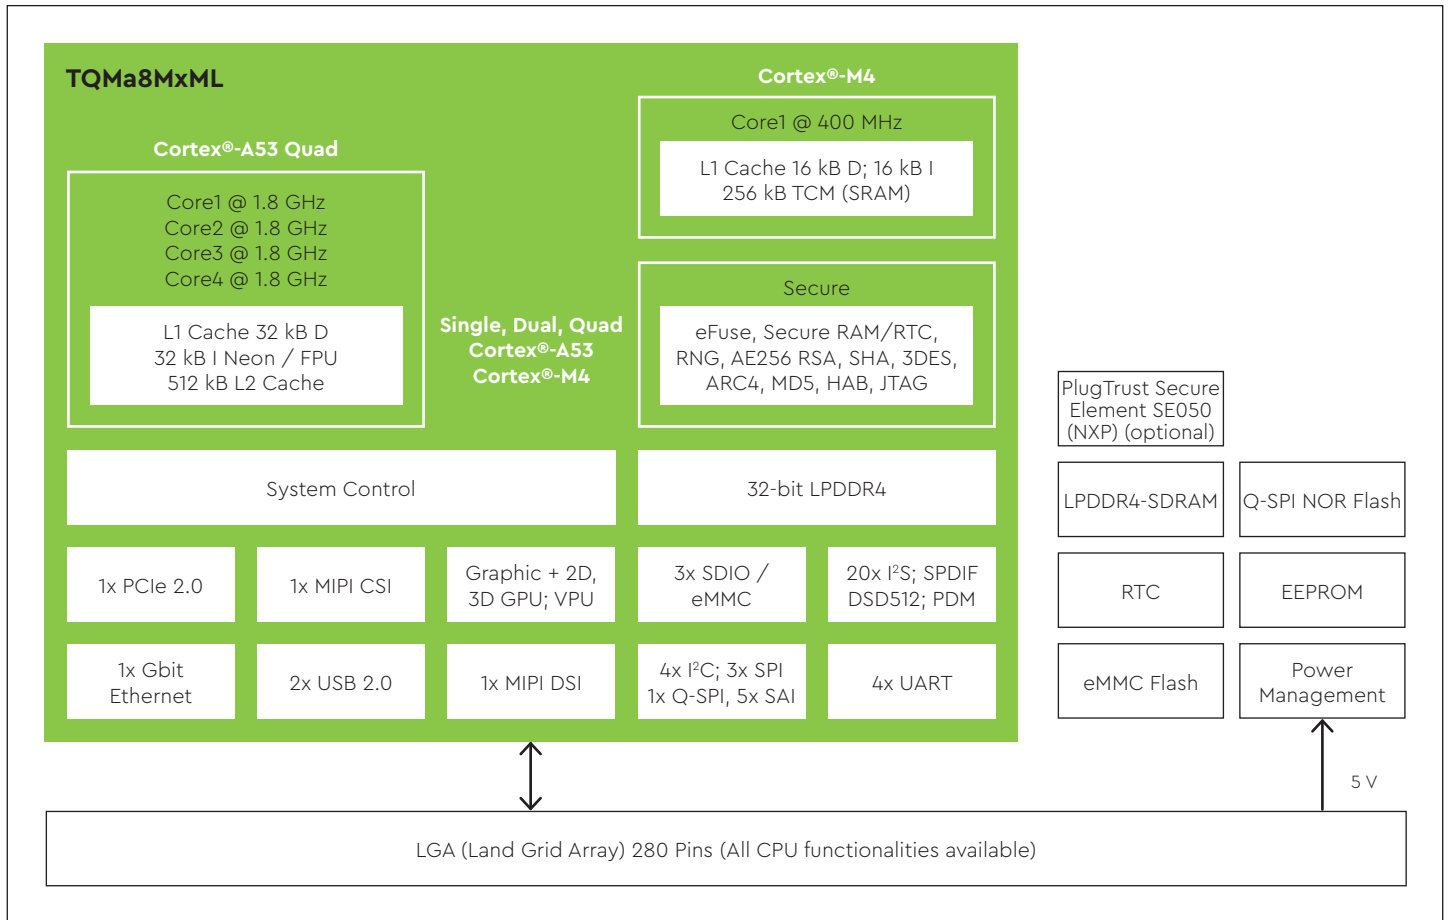 TQMa8MxML
Cortex®-A53 Quad
Core1 @ 1.8 GHz
Core2 @ 1.8 GHz
Core3 @ 1.8 GHz
Core4 @ 1.8 GHz
L1 Cache 32 kB D
32 kB I Neon / FPU
512 kB L2 Cache
Single, Dual, Quad
Cortex®-A53
Cortex®-M4
Cortex®-M4
Core1 @ 400 MHz
L1 Cache 16 kB D; 16 kB I
256 kB TCM (SRAM)
Secure
eFuse, Secure RAM/RTC,
RNG, AE256 RSA, SHA, 3DES,
ARC4, MD5, HAB, JTAG
System Control
32-bit LPDDR4
1x PCIe 2.0
1x MIPI CSI
Graphic + 2D,
3D GPU; VPU
3x SDIO /
eMMC
20x I²S; SPDIF
DSD512; PDM
1x Gbit
Ethernet
2x USB 2.0
1x MIPI DSI
4x I²C; 3x SPI
1x Q-SPI, 5x SAI
4x UART
PlugTrust Secure
Element SE050
(NXP) (optional)
LPDDR4-SDRAM
Q-SPI NOR Flash
RTC
EEPROM
eMMC Flash
Power
Management
5 V
LGA (Land Grid Array) 280 Pins (All CPU functionalities available)